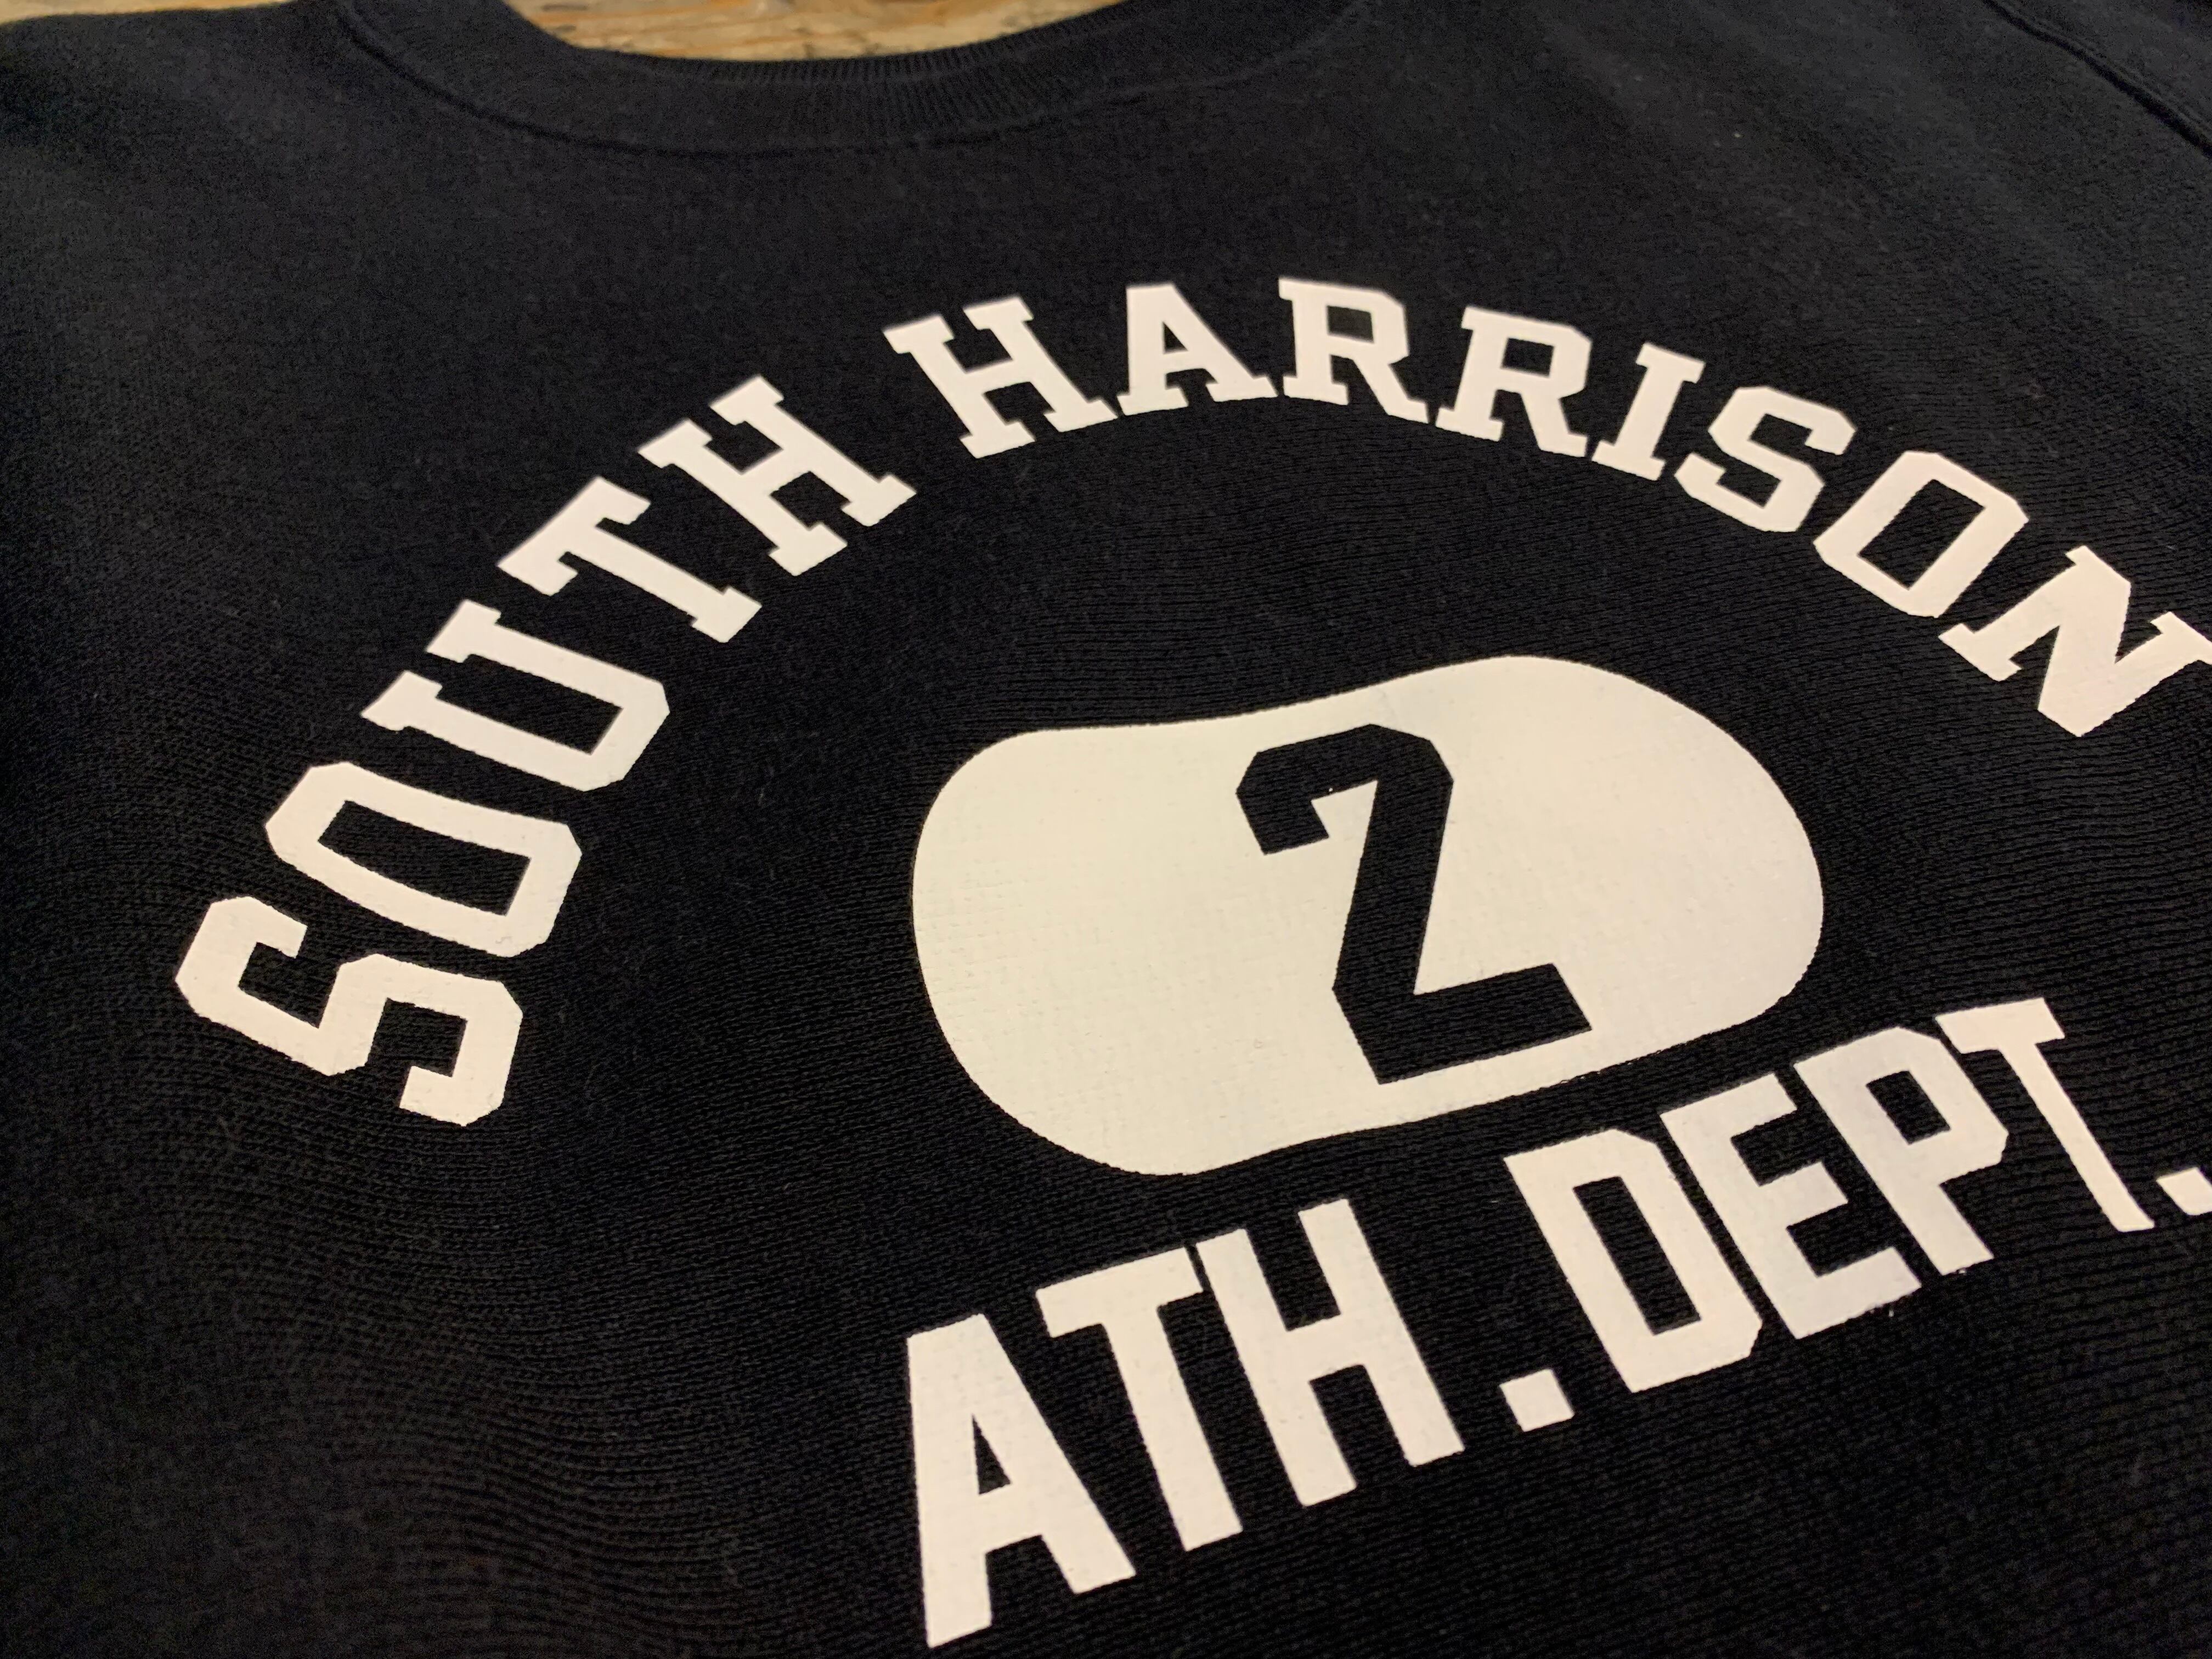 SOUTH HARRISON
2
ATH. DEPT.